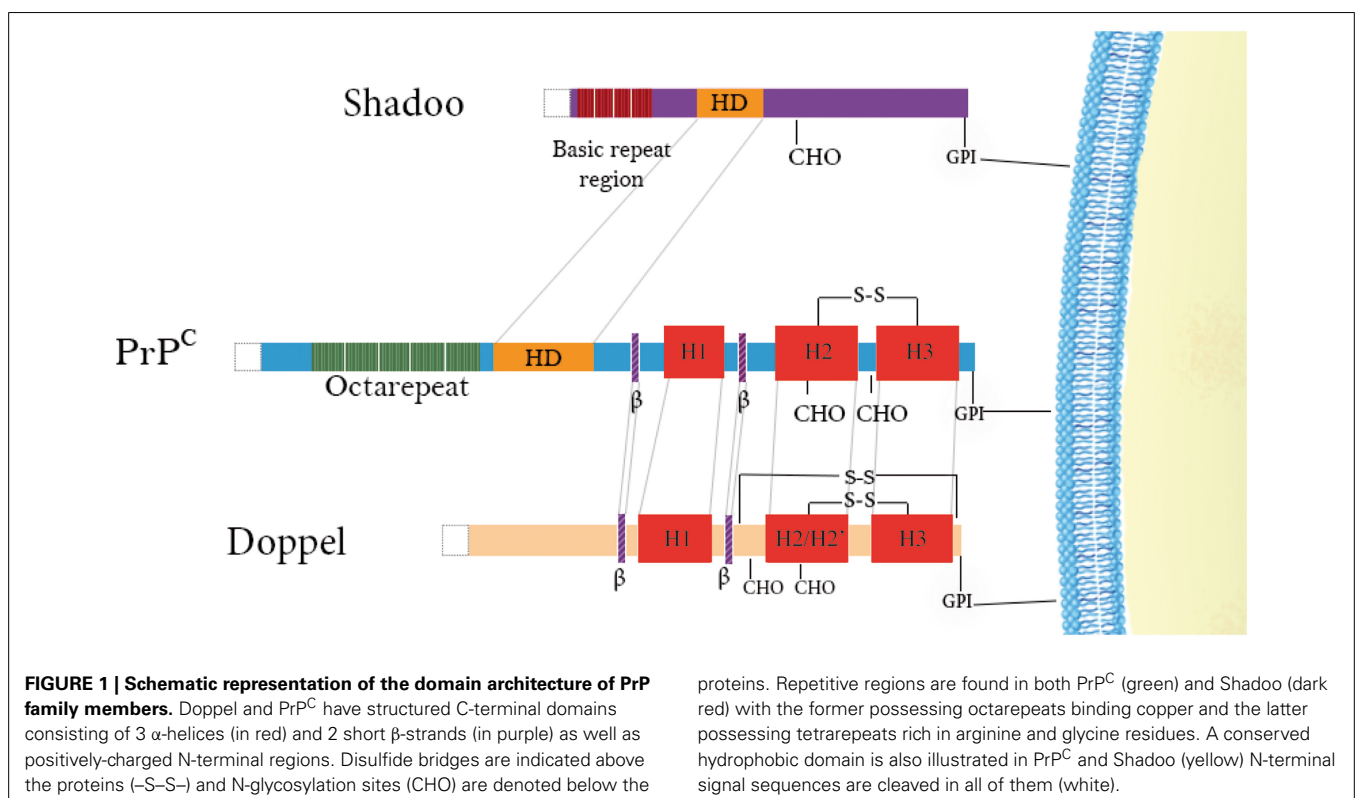 Shadoo
HD
Basic repeat
region
CHO
GPI
S-S
PrP^C
HD
H1
H2
H3
Octarepeat
β
β
CHO
CHO
GPI
S-S
S-S
Doppel
H1
H2/H2'
H3
β
β
CHO
CHO
GPI
FIGURE 1 | Schematic representation of the domain architecture of PrP
family members. Doppel and PrP^C have structured C-terminal domains
consisting of 3 α-helices (in red) and 2 short β-strands (in purple) as well as
positively-charged N-terminal regions. Disulfide bridges are indicated above
the proteins (–S–S–) and N-glycosylation sites (CHO) are denoted below the
proteins. Repetitive regions are found in both PrP^C (green) and Shadoo (dark
red) with the former possessing octarepeats binding copper and the latter
possessing tetrarepeats rich in arginine and glycine residues. A conserved
hydrophobic domain is also illustrated in PrP^C and Shadoo (yellow) N-terminal
signal sequences are cleaved in all of them (white).